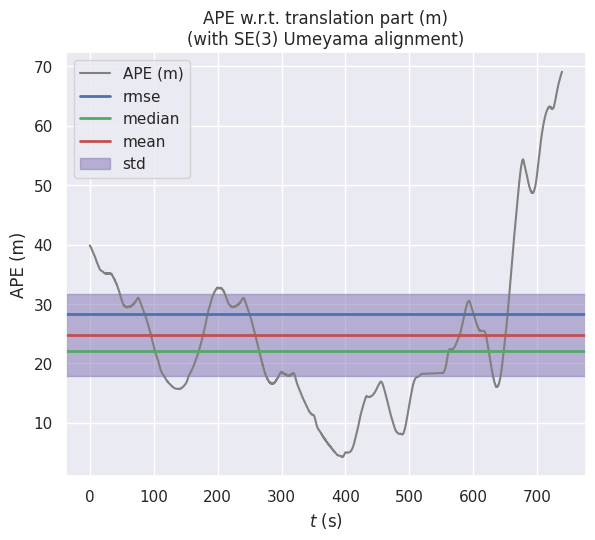 APE w.r.t. translation part (m)
(with SE(3) Umeyama alignment)
APE (m)
rmse
median
mean
std
APE (m)
70
60
50
40
30
20
10
0 100 200 300 400 500 600 700
t (s)